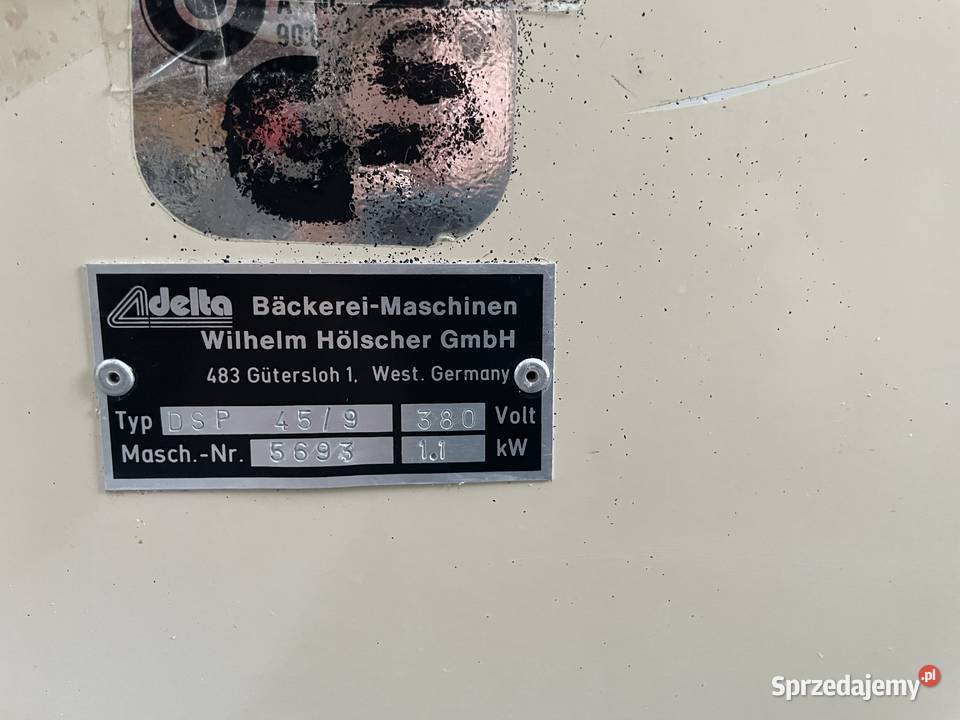 delta Bäckerei-Maschinen
Wilhelm Hölscher GmbH
483 Gütersloh 1, West. Germany
Typ DSP 45/9 380 Volt
Masch.-Nr. 5693 1.1 kW
Sprzedajemy.pl